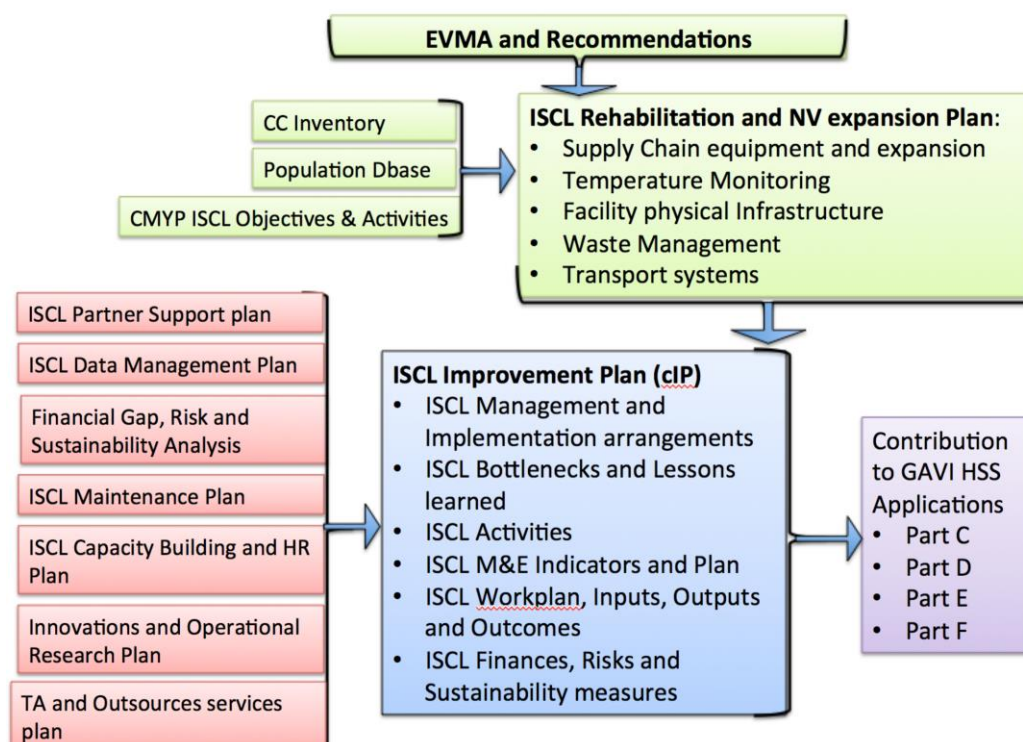 EVMA and Recommendations
CC Inventory
Population Dbase
CMYP ISCL Objectives & Activities
ISCL Rehabilitation and NV expansion Plan:
• Supply Chain equipment and expansion
• Temperature Monitoring
• Facility physical Infrastructure
• Waste Management
• Transport systems
ISCL Partner Support plan
ISCL Data Management Plan
Financial Gap, Risk and
Sustainability Analysis
ISCL Maintenance Plan
ISCL Capacity Building and HR
Plan
Innovations and Operational
Research Plan
TA and Outsources services
plan
ISCL Improvement Plan (cIP)
• ISCL Management and
Implementation arrangements
• ISCL Bottlenecks and Lessons
learned
• ISCL Activities
• ISCL M&E Indicators and Plan
• ISCL Workplan, Inputs, Outputs
and Outcomes
• ISCL Finances, Risks and
Sustainability measures
Contribution
to GAVI HSS
Applications
• Part C
• Part D
• Part E
• Part F